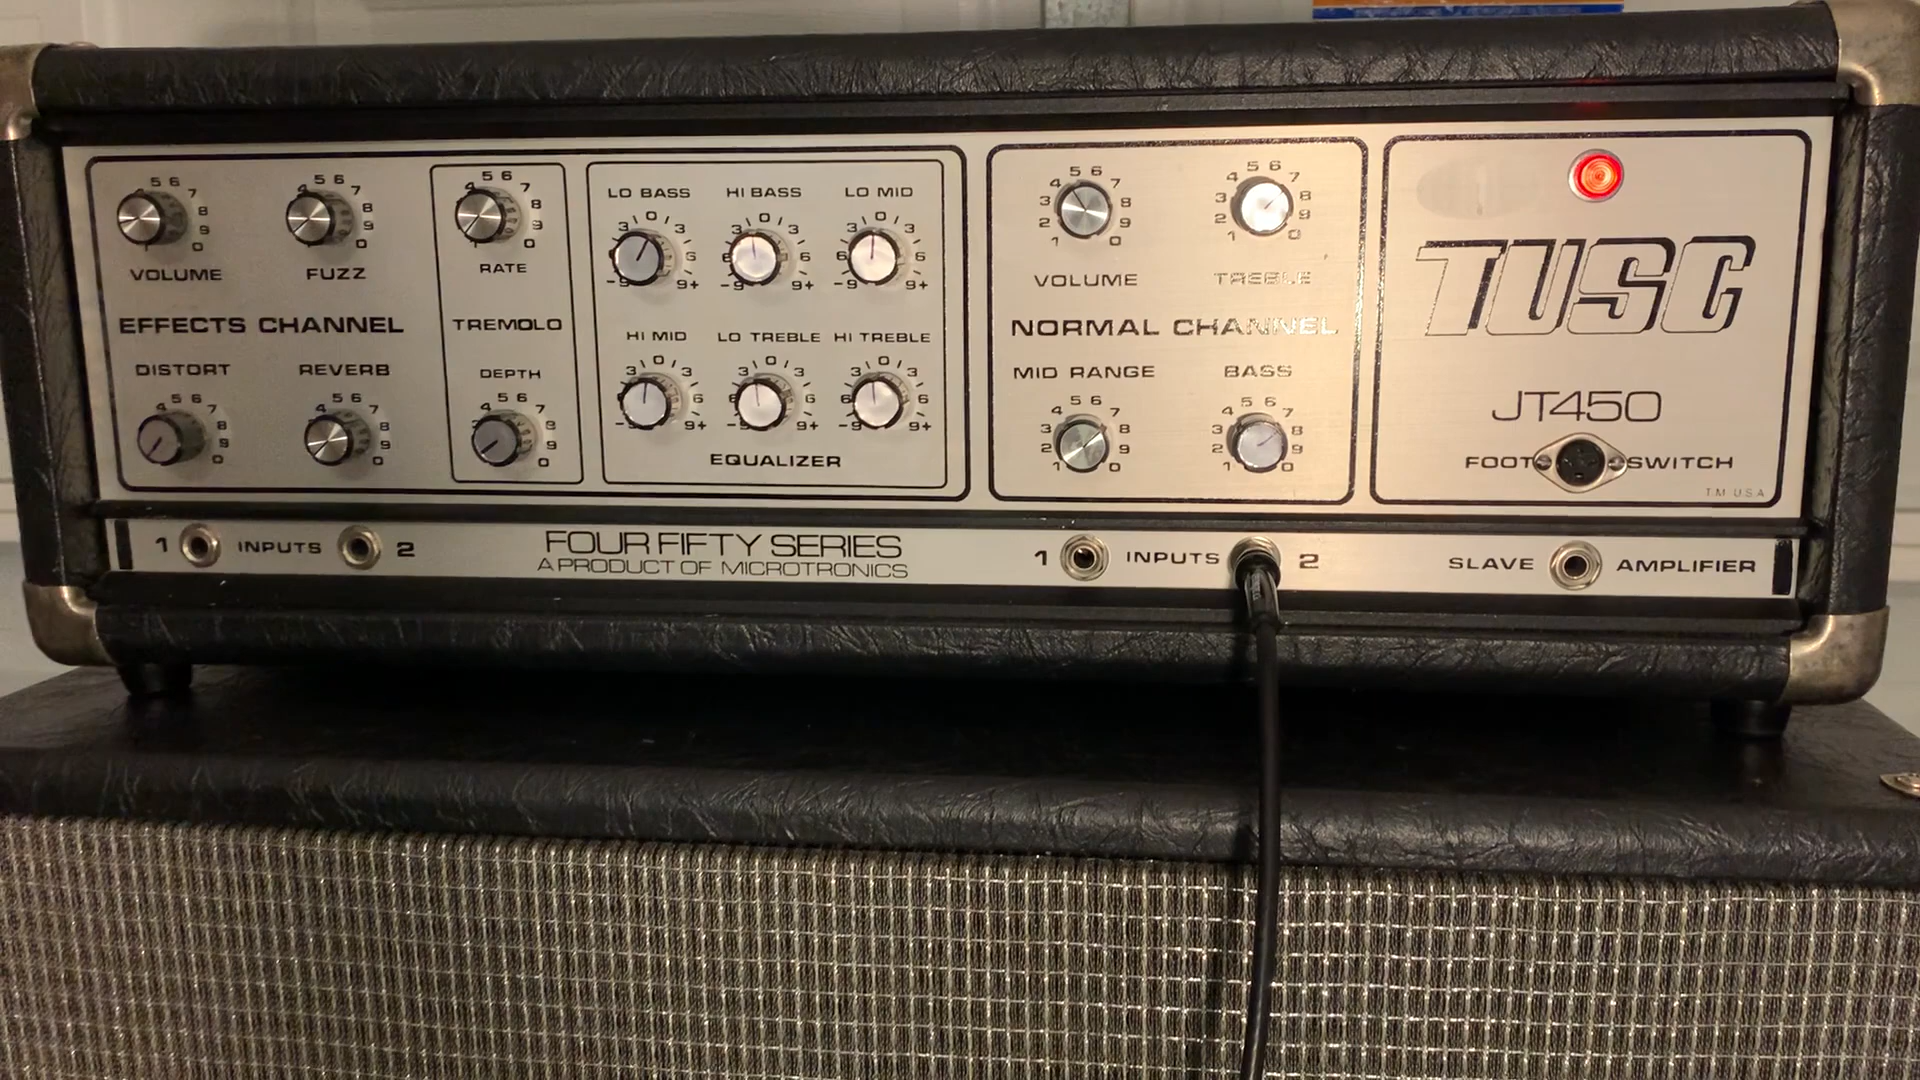 VOLUME
FUZZ
RATE
EFFECTS CHANNEL
TREMOLO
DISTORT
REVERB
DEPTH
LO BASS
HI BASS
LO MID
HI MID
LO TREBLE
HI TREBLE
EQUALIZER
VOLUME
TREBLE
NORMAL CHANNEL
MID RANGE
BASS
TUSC
JT450
FOOT SWITCH
T.M U.S.A
1 INPUTS 2
FOUR FIFTY SERIES
A PRODUCT OF MICROTRONICS
1 INPUTS 2
SLAVE AMPLIFIER